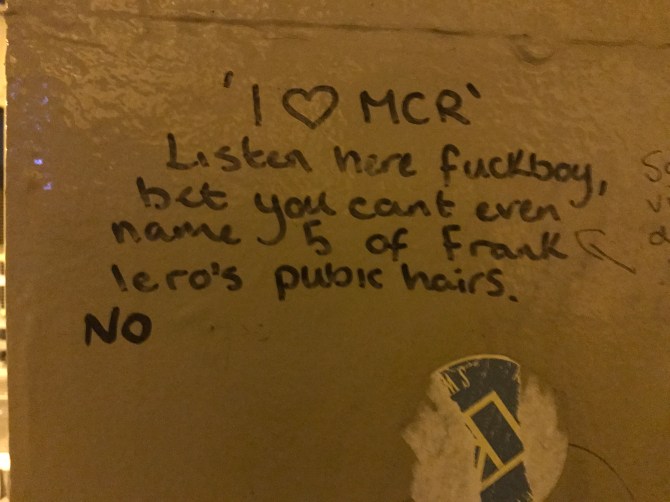 'I ♡ MCR'
Listen here fuckboy,
bet you cant even
name 5 of frank
Iero's pubic hairs.
NO